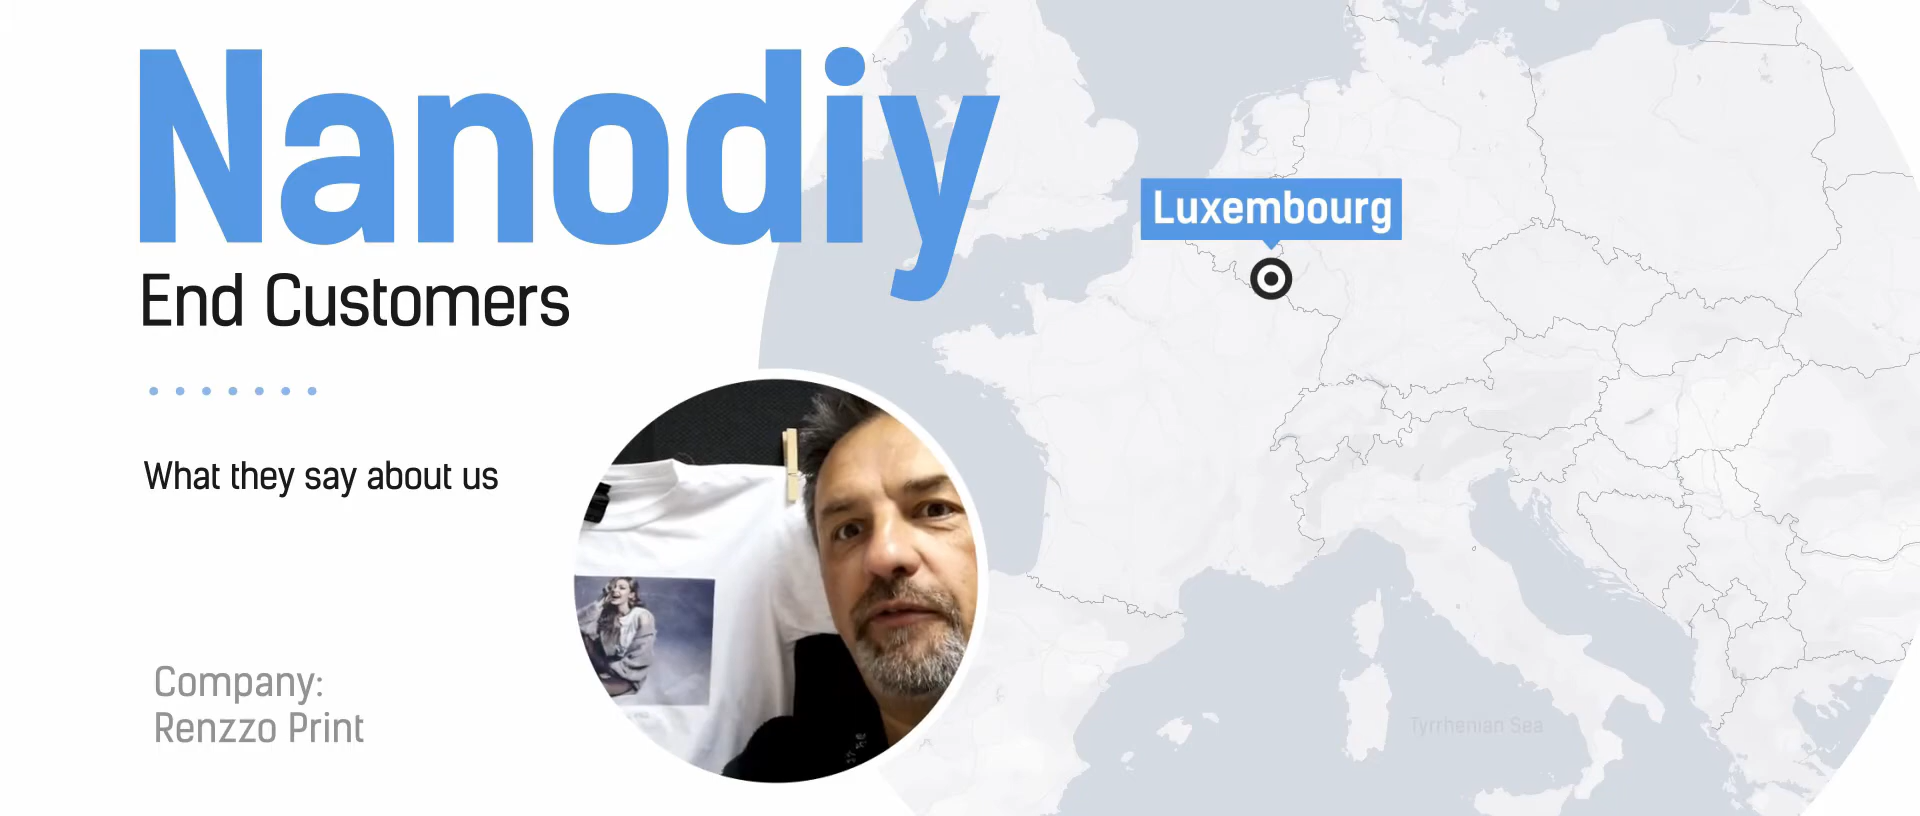 Nanodiy
End Customers
What they say about us
Company:
Renzzo Print
Luxembourg
Tyrrhenian Sea